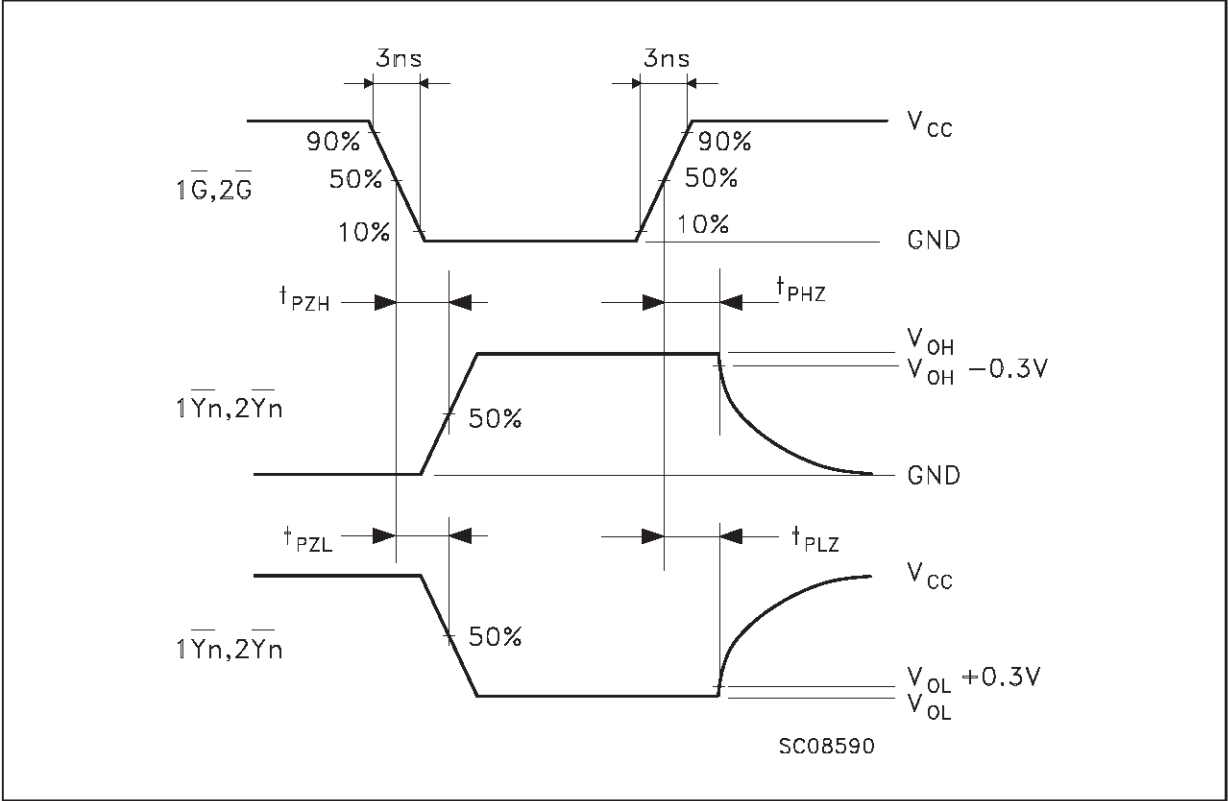 3ns 3ns
V_CC
90% 90%
1G̅,2G̅ 50% 50%
10% 10% GND
t_PZH t_PHZ
V_OH
V_OH −0.3V
1Y̅n̅,2Y̅n̅ 50%
GND
t_PZL t_PLZ
V_CC
1Y̅n̅,2Y̅n̅ 50%
V_OL +0.3V
V_OL
SC08590